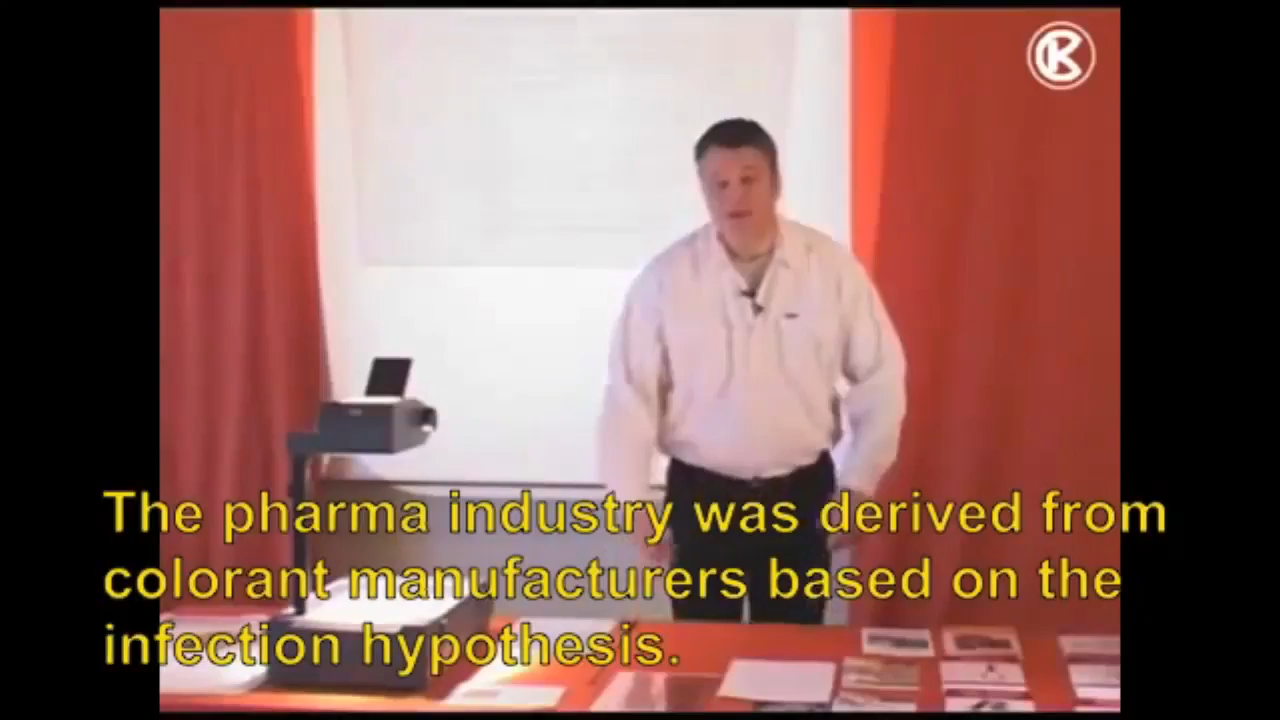 The pharma industry was derived from
colorant manufacturers based on the
infection hypothesis.